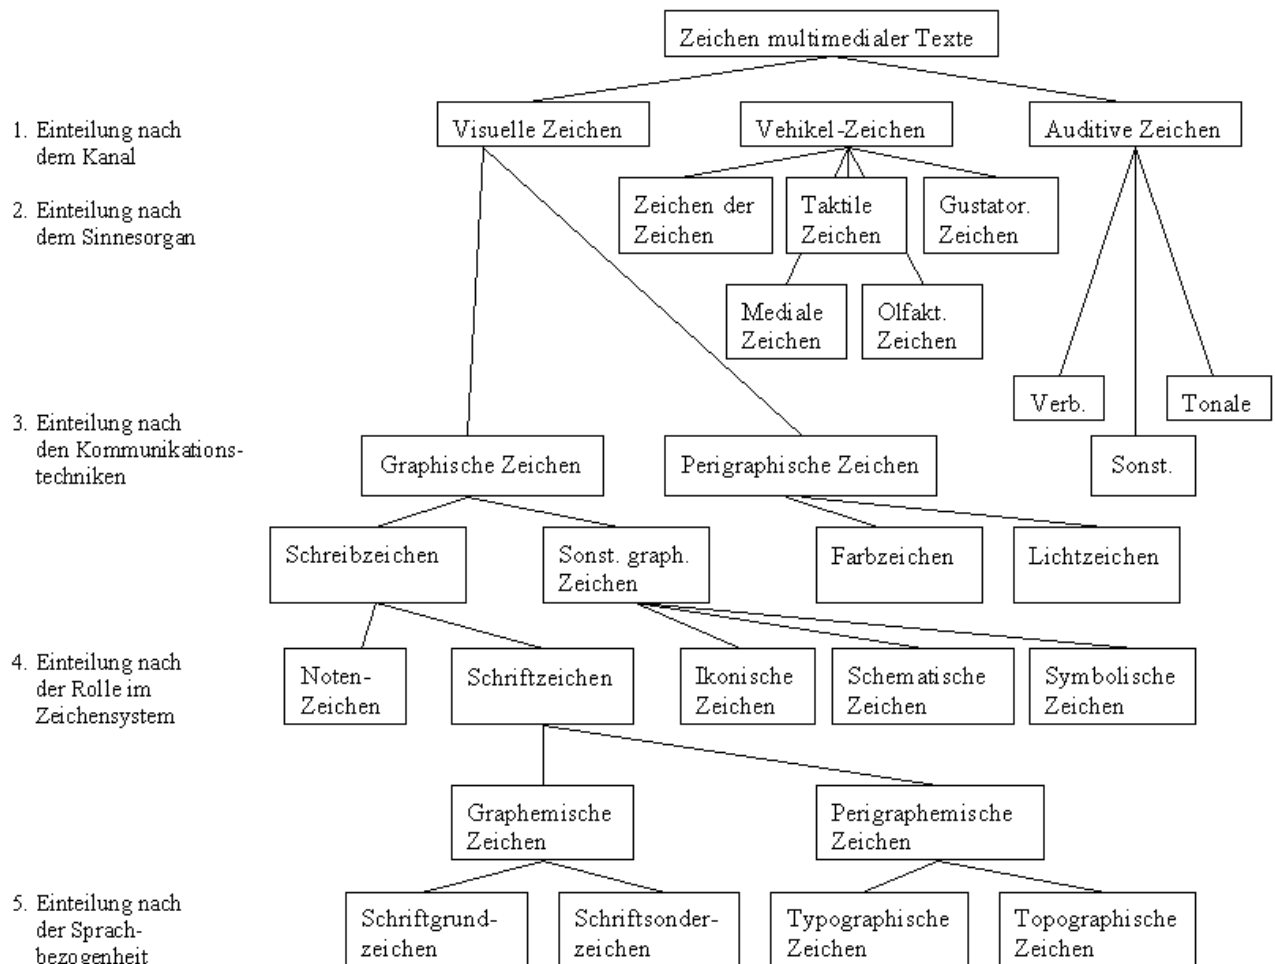 Zeichen multimedialer Texte
1. Einteilung nach
dem Kanal
Visuelle Zeichen
Vehikel-Zeichen
Auditive Zeichen
2. Einteilung nach
dem Sinnesorgan
Zeichen der
Zeichen
Taktile
Zeichen
Gustator.
Zeichen
Mediale
Zeichen
Olfakt.
Zeichen
Verb.
Tonale
3. Einteilung nach
den Kommunikations-
techniken
Graphische Zeichen
Perigraphische Zeichen
Sonst.
Schreibzeichen
Sonst. graph.
Zeichen
Farbzeichen
Lichtzeichen
4. Einteilung nach
der Rolle im
Zeichensystem
Noten-
Zeichen
Schriftzeichen
Ikonische
Zeichen
Schematische
Zeichen
Symbolische
Zeichen
Graphemische
Zeichen
Perigraphemische
Zeichen
5. Einteilung nach
der Sprach-
bezogenheit
Schriftgrund-
zeichen
Schriftsonder-
zeichen
Typographische
Zeichen
Topographische
Zeichen